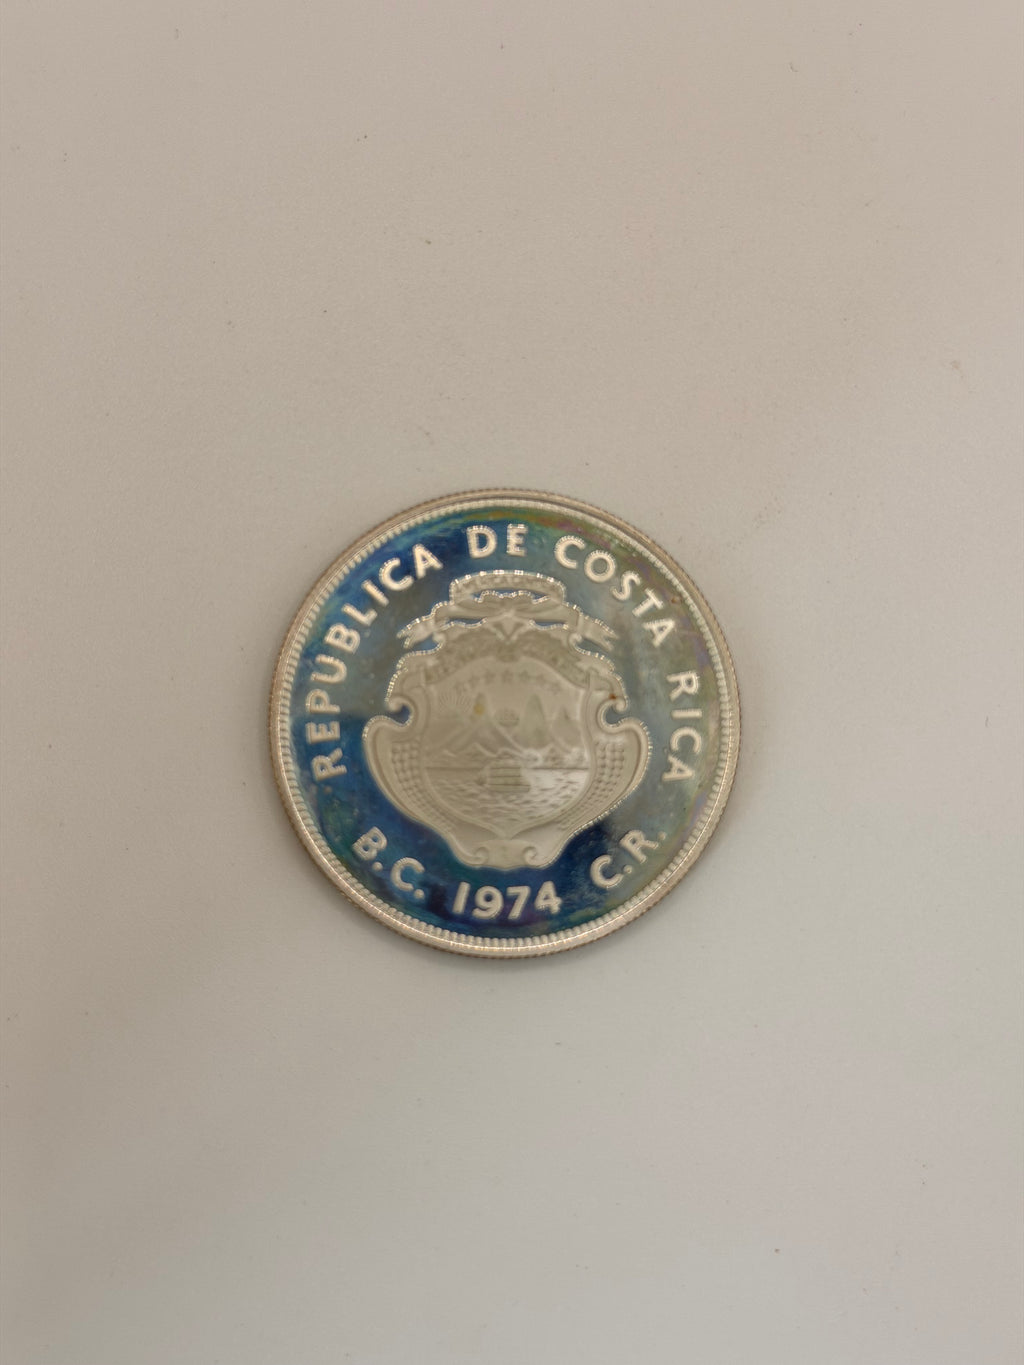 REPUBLICA DE COSTA RICA
B.C. 1974 C.R.